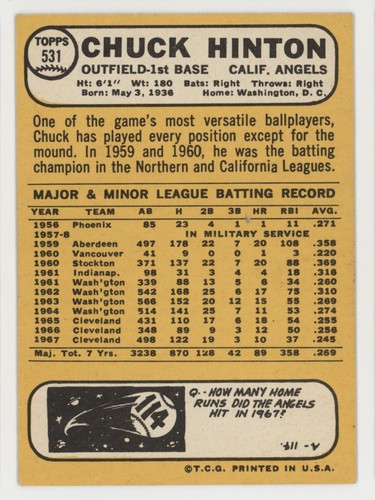 TOPPS
531
CHUCK HINTON
OUTFIELD-1st BASE CALIF. ANGELS
Ht: 6'1" Wt: 180 Bats: Right Throws: Right
Born: May 3, 1936 Home: Washington, D. C.
One of the game's most versatile ballplayers,
Chuck has played every position except for the
mound. In 1959 and 1960, he was the batting
champion in the Northern and California Leagues.
MAJOR & MINOR LEAGUE BATTING RECORD
YEAR TEAM AB H 2B 3B HR RBI AVG.
1956 Phoenix 85 23 4 1 1 11 .271
1957-8 IN MILITARY SERVICE
1959 Aberdeen 497 178 22 7 20 108 .358
1960 Vancouver 41 9 0 0 1 3 .220
1960 Stockton 371 137 22 7 20 88 .369
1961 Indianap. 98 31 3 4 4 18 .316
1961 Wash'gton 339 88 13 5 6 34 .260
1962 Wash'gton 542 168 25 6 17 75 .310
1963 Wash'gton 566 152 20 12 15 55 .269
1964 Wash'gton 514 141 25 7 11 53 .274
1965 Cleveland 431 110 17 6 18 54 .255
1966 Cleveland 348 89 9 3 12 50 .256
1967 Cleveland 498 122 19 3 10 37 .245
Maj. Tot. 7 Yrs. 3238 870 128 42 89 358 .269
114
Q.-HOW MANY HOME
RUNS DID THE ANGELS
HIT IN 1967?
A- 114.
©T.C.G. PRINTED IN U.S.A.